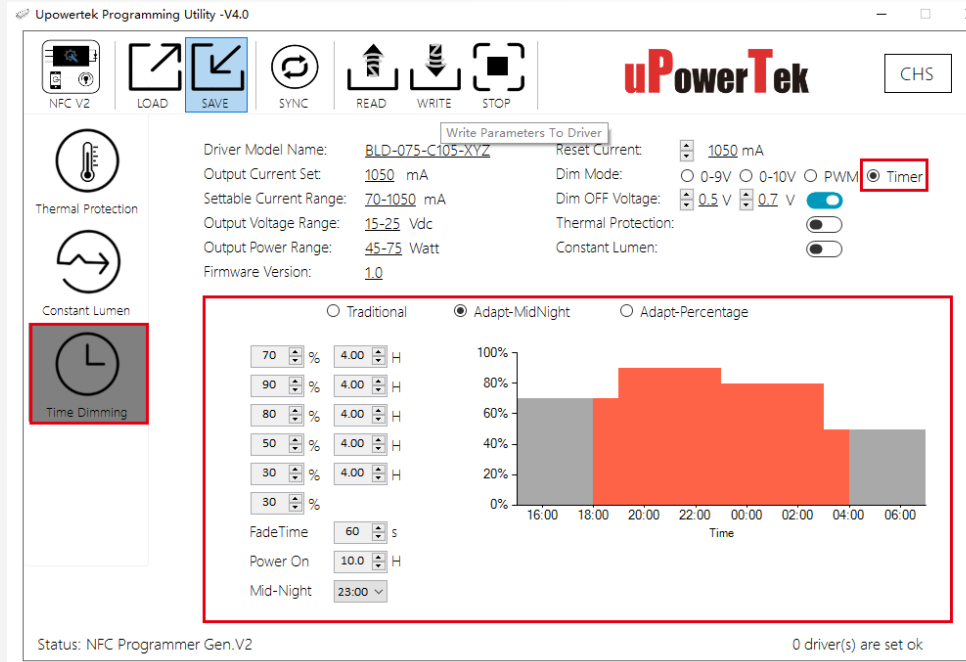 Upowertek Programming Utility -V4.0
NFC V2 LOAD SAVE SYNC READ WRITE STOP
uPowerTek
CHS
Write Parameters To Driver
Thermal Protection
Constant Lumen
Time Dimming
Driver Model Name: BLD-075-C105-XYZ
Output Current Set: 1050 mA
Settable Current Range: 70-1050 mA
Output Voltage Range: 15-25 Vdc
Output Power Range: 45-75 Watt
Firmware Version: 1.0
Reset Current: 1050 mA
Dim Mode: 0-9V 0-10V PWM Timer
Dim OFF Voltage: 0.5 V 0.7 V
Thermal Protection:
Constant Lumen:
Traditional Adapt-MidNight Adapt-Percentage
70 % 4.00 H
90 % 4.00 H
80 % 4.00 H
50 % 4.00 H
30 % 4.00 H
30 %
FadeTime 60 s
Power On 10.0 H
Mid-Night 23:00
100%
80%
60%
40%
20%
0%
16:00 18:00 20:00 22:00 00:00 02:00 04:00 06:00
Time
Status: NFC Programmer Gen.V2
0 driver(s) are set ok